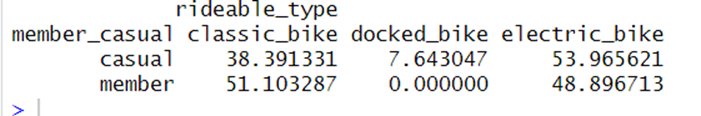 rideable_type
member_casual classic_bike docked_bike electric_bike
casual 38.391331 7.643047 53.965621
member 51.103287 0.000000 48.896713
>